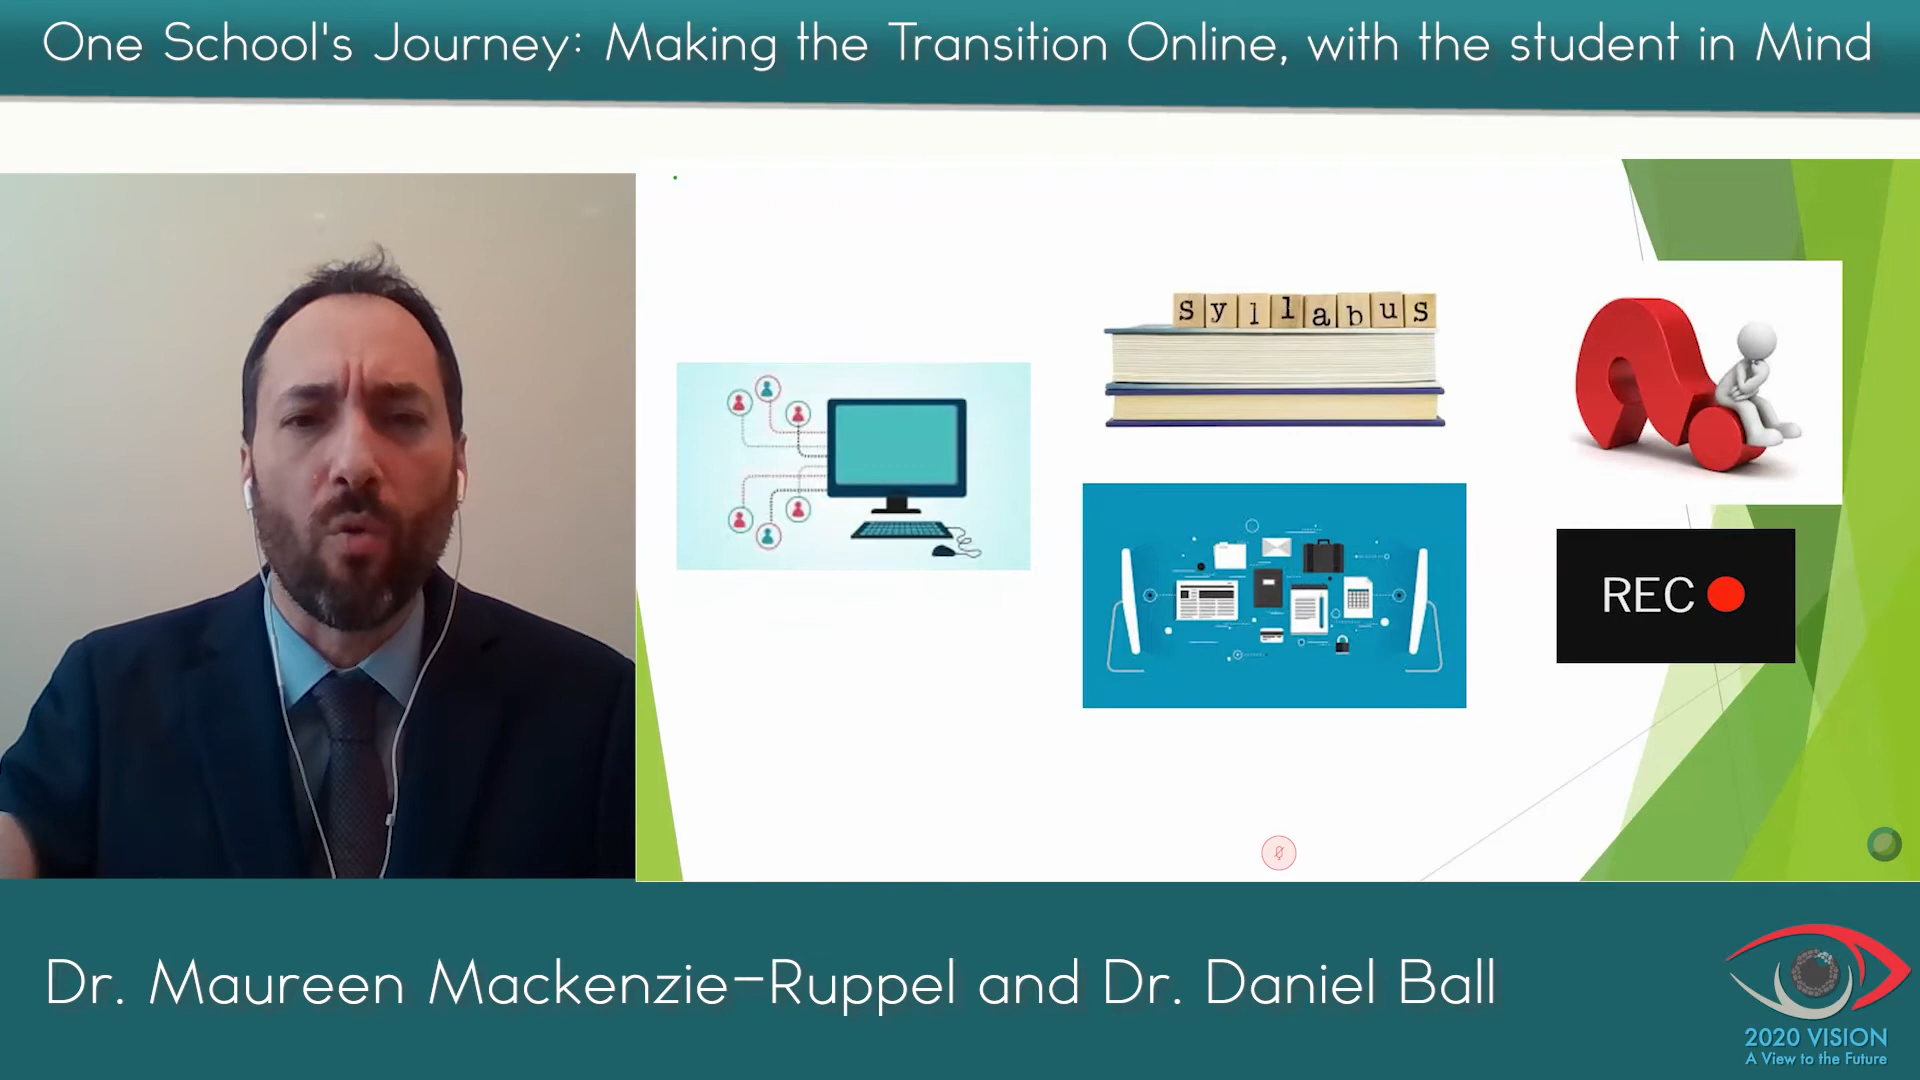 One School's Journey: Making the Transition Online, with the student in Mind
syllabus
REC
Dr. Maureen Mackenzie-Ruppel and Dr. Daniel Ball
2020 VISION
A View to the Future